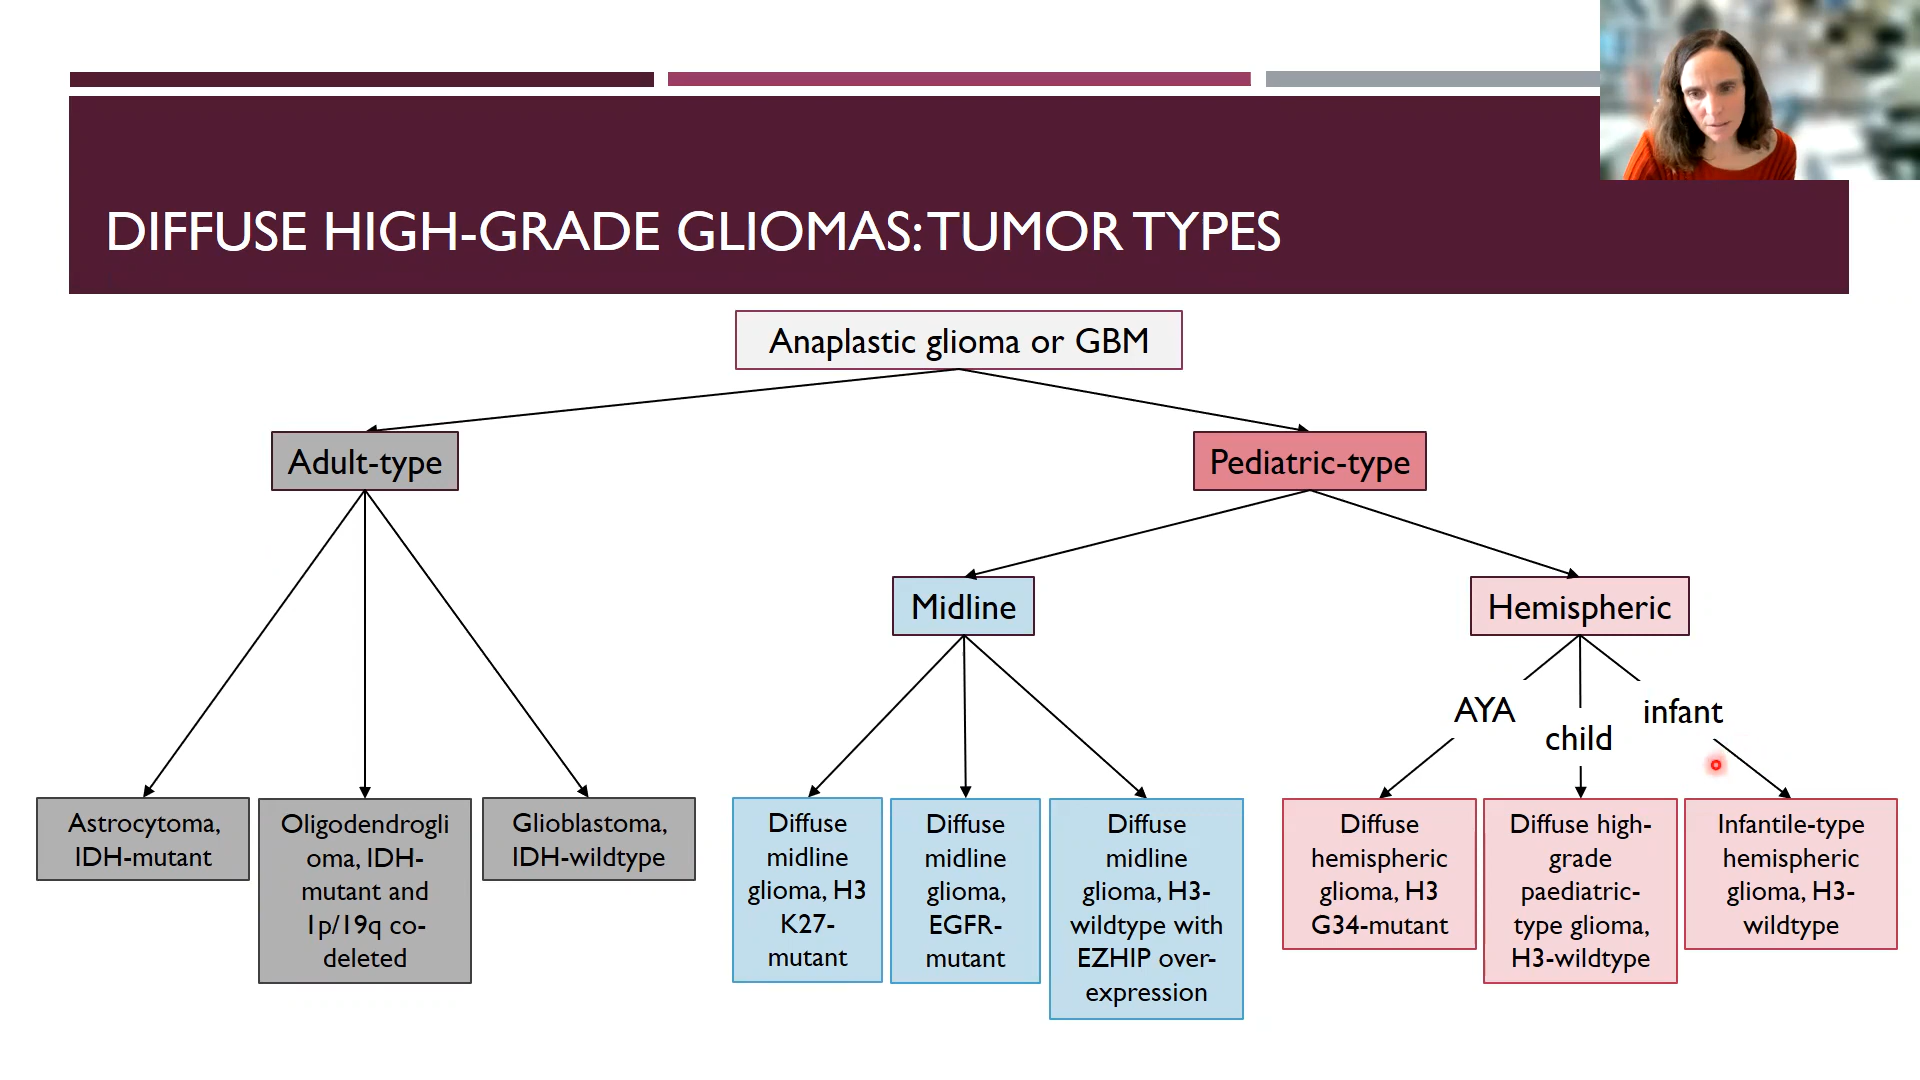 DIFFUSE HIGH-GRADE GLIOMAS: TUMOR TYPES
Anaplastic glioma or GBM
Adult-type
Pediatric-type
Midline
Hemispheric
AYA
child
infant
Astrocytoma,
IDH-mutant
Oligodendrogli
oma, IDH-
mutant and
1p/19q co-
deleted
Glioblastoma,
IDH-wildtype
Diffuse
midline
glioma, H3
K27-
mutant
Diffuse
midline
glioma,
EGFR-
mutant
Diffuse
midline
glioma, H3-
wildtype with
EZHIP over-
expression
Diffuse
hemispheric
glioma, H3
G34-mutant
Diffuse high-
grade
paediatric-
type glioma,
H3-wildtype
Infantile-type
hemispheric
glioma, H3-
wildtype